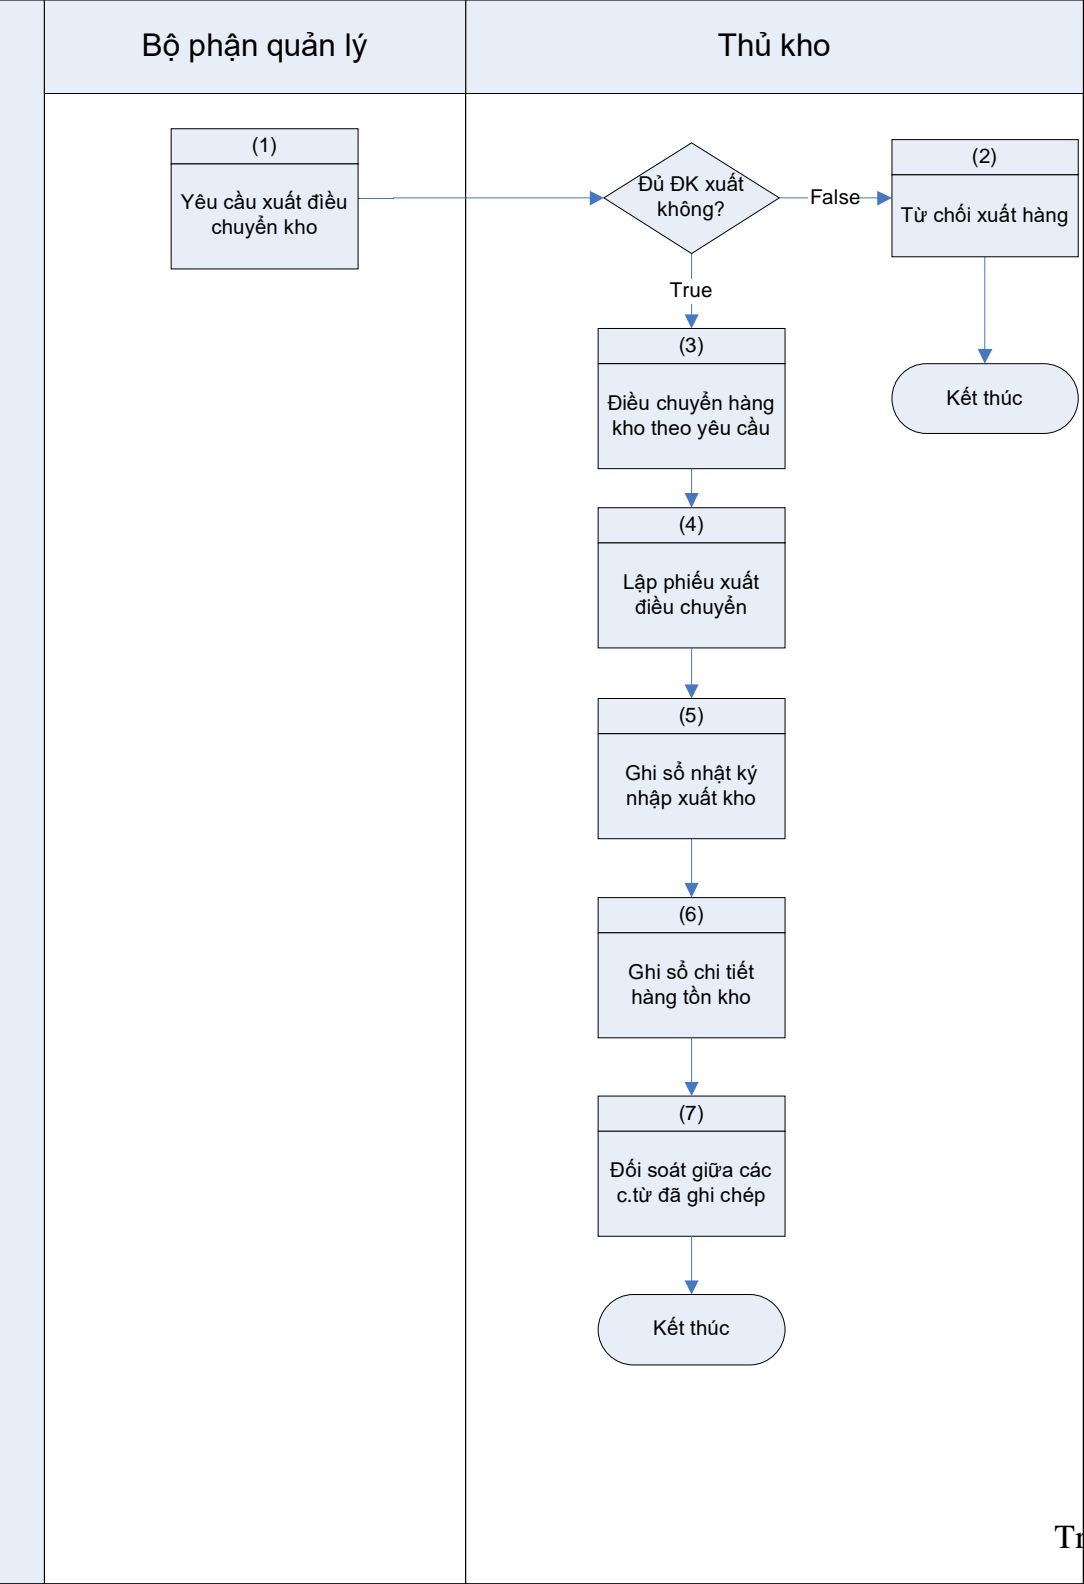 Bộ phận quản lý
Thủ kho
(1)
Yêu cầu xuất điều
chuyển kho
Đủ ĐK xuất
không?
False
(2)
Từ chối xuất hàng
Kết thúc
True
(3)
Điều chuyển hàng
kho theo yêu cầu
(4)
Lập phiếu xuất
điều chuyển
(5)
Ghi sổ nhật ký
nhập xuất kho
(6)
Ghi sổ chi tiết
hàng tồn kho
(7)
Đối soát giữa các
c.từ đã ghi chép
Kết thúc